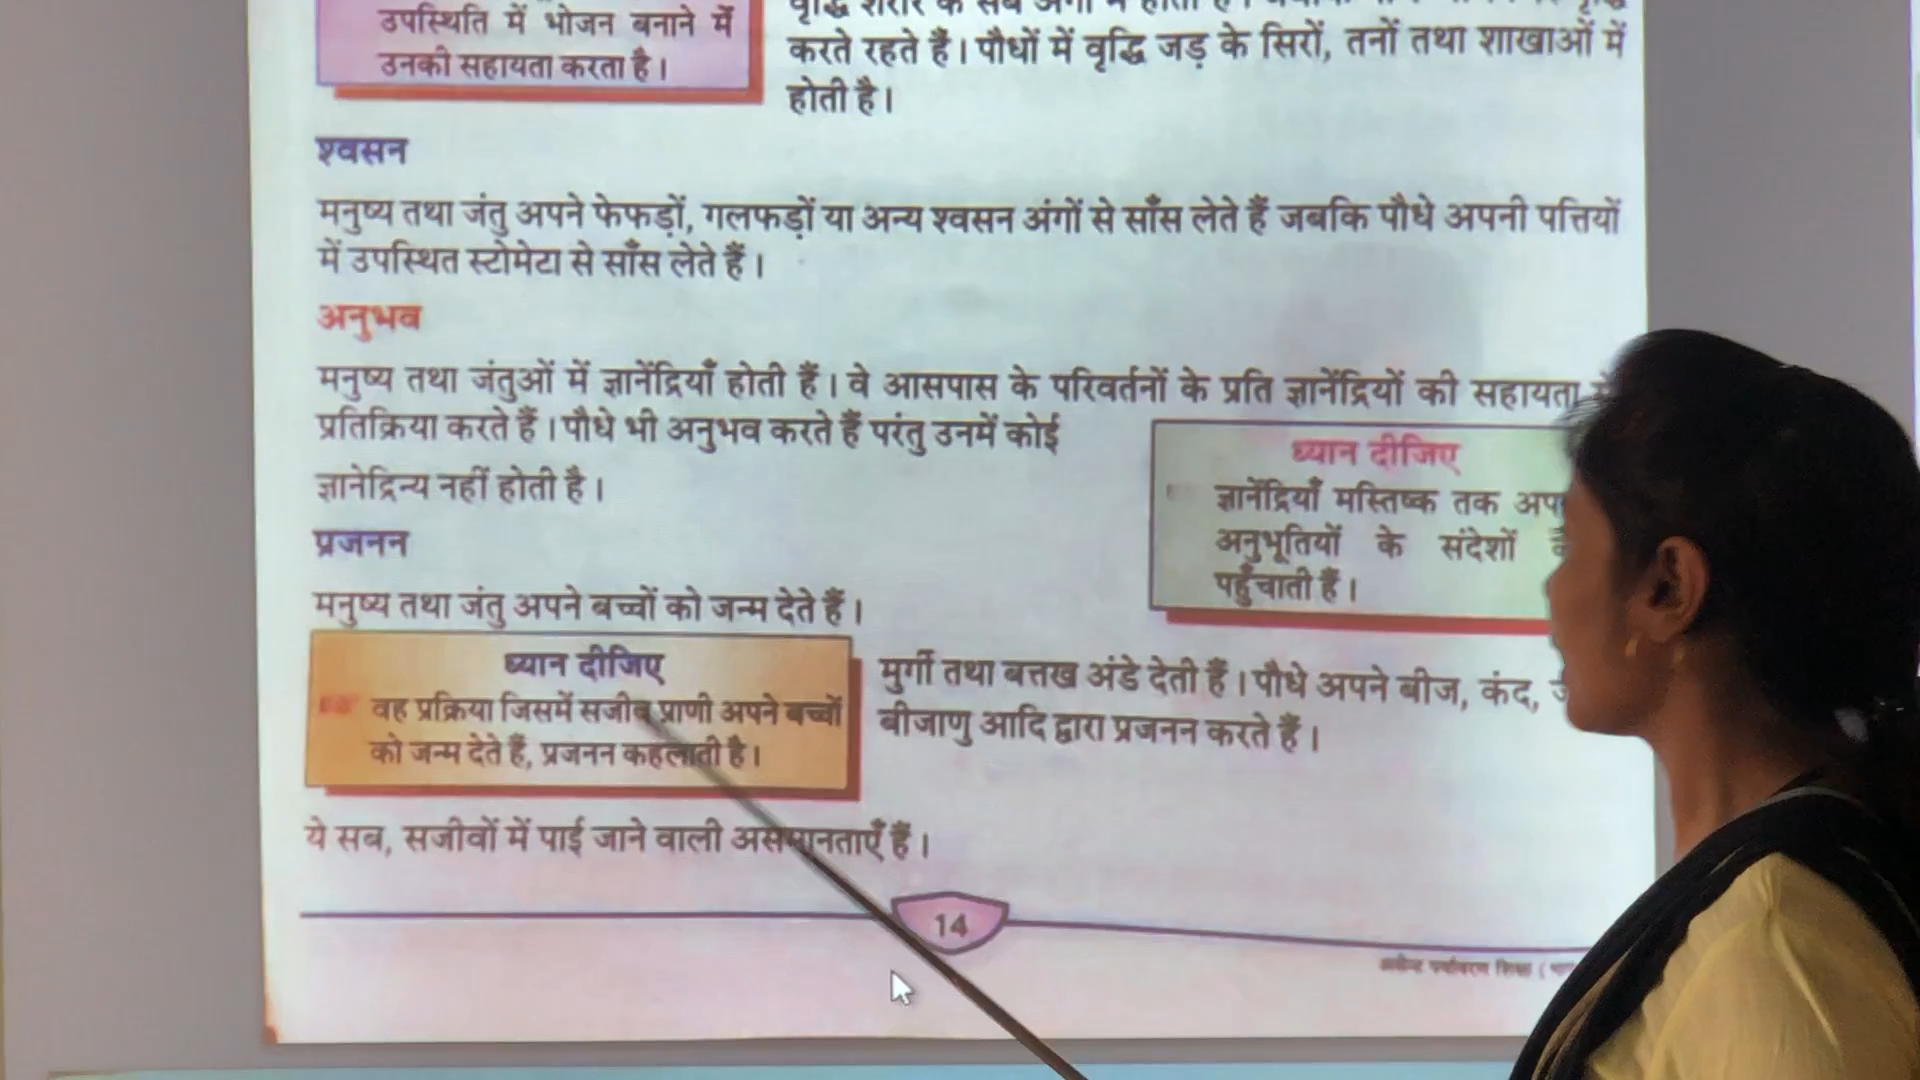 उपस्थिति में भोजन बनाने में
उनकी सहायता करता है।
करते रहते हैं। पौधों में वृद्धि जड़ के सिरों, तनों तथा शाखाओं में
होती है।
श्वसन
मनुष्य तथा जंतु अपने फेफड़ों, गलफड़ों या अन्य श्वसन अंगों से साँस लेते हैं जबकि पौधे अपनी पत्तियों
में उपस्थित स्टोमेटा से साँस लेते हैं।
अनुभव
मनुष्य तथा जंतुओं में ज्ञानेंद्रियाँ होती हैं। वे आसपास के परिवर्तनों के प्रति ज्ञानेंद्रियों की सहायता
प्रतिक्रिया करते हैं। पौधे भी अनुभव करते हैं परंतु उनमें कोई
ज्ञानेद्रिन्य नहीं होती है।
ध्यान दीजिए
ज्ञानेंद्रियाँ मस्तिष्क तक
अनुभूतियों के संदेशों
पहुँचाती हैं।
प्रजनन
मनुष्य तथा जंतु अपने बच्चों को जन्म देते हैं।
ध्यान दीजिए
वह प्रक्रिया जिसमें सजीव प्राणी अपने बच्चों
को जन्म देते हैं, प्रजनन कहलाती है।
मुर्गी तथा बत्तख अंडे देती हैं। पौधे अपने बीज, कंद,
बीजाणु आदि द्वारा प्रजनन करते हैं।
ये सब, सजीवों में पाई जाने वाली असमानताएँ हैं।
14